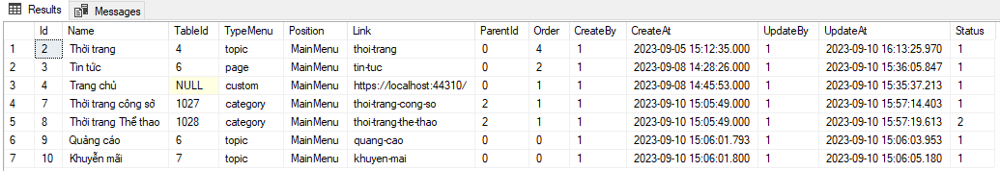 Results Messages
Id Name TableId TypeMenu Position Link ParentId Order CreateBy CreateAt UpdateBy UpdateAt Status
1 2 Thời trang 4 topic MainMenu thoi-trang 0 4 1 2023-09-05 15:12:35.000 1 2023-09-10 16:13:25.970 1
2 3 Tin tức 6 page MainMenu tin-tuc 0 2 1 2023-09-08 14:28:26.000 1 2023-09-10 15:36:05.847 1
3 4 Trang chủ NULL custom MainMenu https://localhost:44310/ 0 1 1 2023-09-08 14:45:53.000 1 2023-09-10 15:35:37.213 1
4 7 Thời trang công sở 1027 category MainMenu thoi-trang-cong-so 2 1 1 2023-09-10 15:05:49.000 1 2023-09-10 15:57:14.403 1
5 8 Thời trang Thể thao 1028 category MainMenu thoi-trang-the-thao 2 1 1 2023-09-10 15:05:49.000 1 2023-09-10 15:57:19.613 2
6 9 Quảng cáo 6 topic MainMenu quang-cao 0 0 1 2023-09-10 15:06:01.793 1 2023-09-10 15:06:03.953 1
7 10 Khuyễn mãi 7 topic MainMenu khuyen-mai 0 0 1 2023-09-10 15:06:01.800 1 2023-09-10 15:06:05.180 1